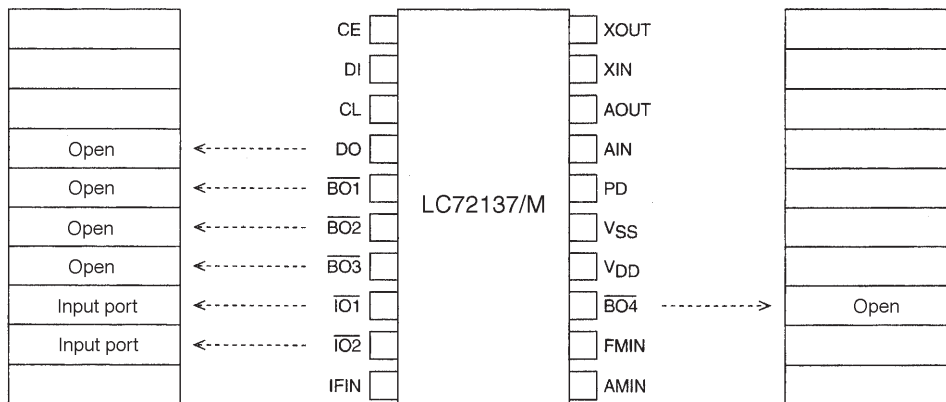 CE XOUT
DI XIN
CL AOUT
Open DO AIN
Open BO1 PD
LC72137/M
Open BO2 VSS
Open BO3 VDD
Input port IO1 BO4 Open
Input port IO2 FMIN
IFIN AMIN